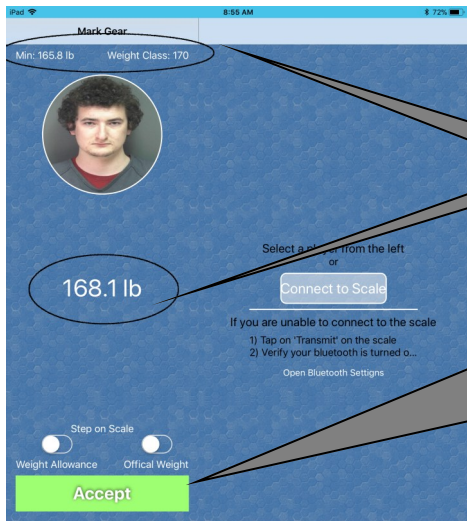 iPad
8:55 AM
72%
Mark Gear
Min: 165.8 lb
Weight Class: 170
Select a player from the left
or
168.1 lb
Connect to Scale
If you are unable to connect to the scale
1) Tap on 'Transmit' on the scale
2) Verify your bluetooth is turned o...
Open Bluetooth Settigns
Step on Scale
Weight Allowance
Offical Weight
Accept